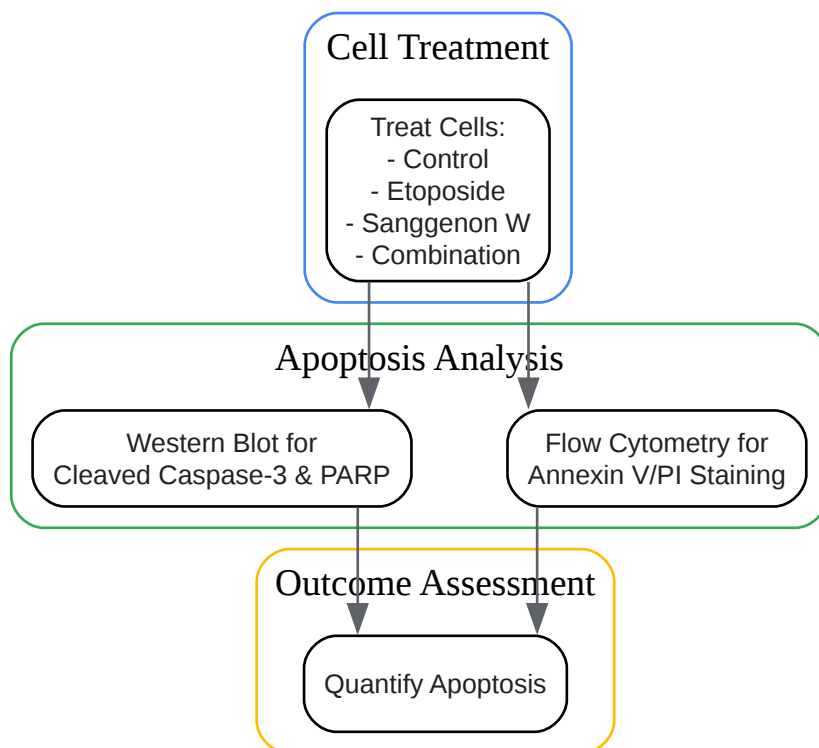 Cell Treatment
Treat Cells:
- Control
- Etoposide
- Sanggenon W
- Combination
Apoptosis Analysis
Western Blot for
Cleaved Caspase-3 & PARP
Flow Cytometry for
Annexin V/PI Staining
Outcome Assessment
Quantify Apoptosis